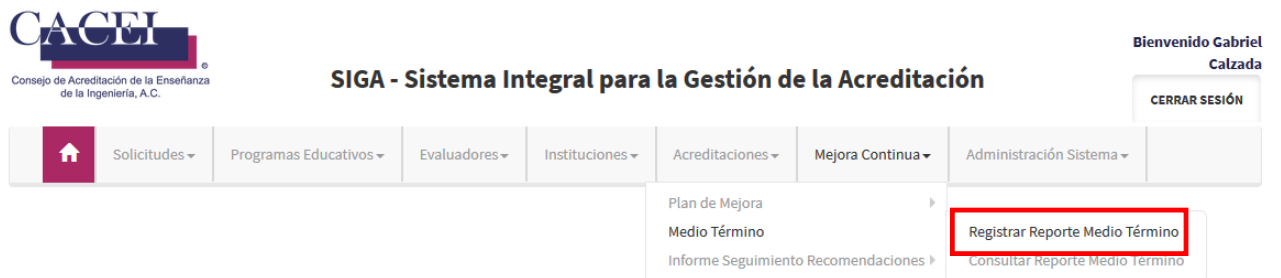 CACEI
®
Consejo de Acreditación de la Enseñanza
de la Ingeniería, A.C.
SIGA - Sistema Integral para la Gestión de la Acreditación
Bienvenido Gabriel
Calzada
CERRAR SESIÓN
Solicitudes Programas Educativos Evaluadores Instituciones Acreditaciones Mejora Continua Administración Sistema
Plan de Mejora
Medio Término Registrar Reporte Medio Término
Informe Seguimiento Recomendaciones Consultar Reporte Medio Término